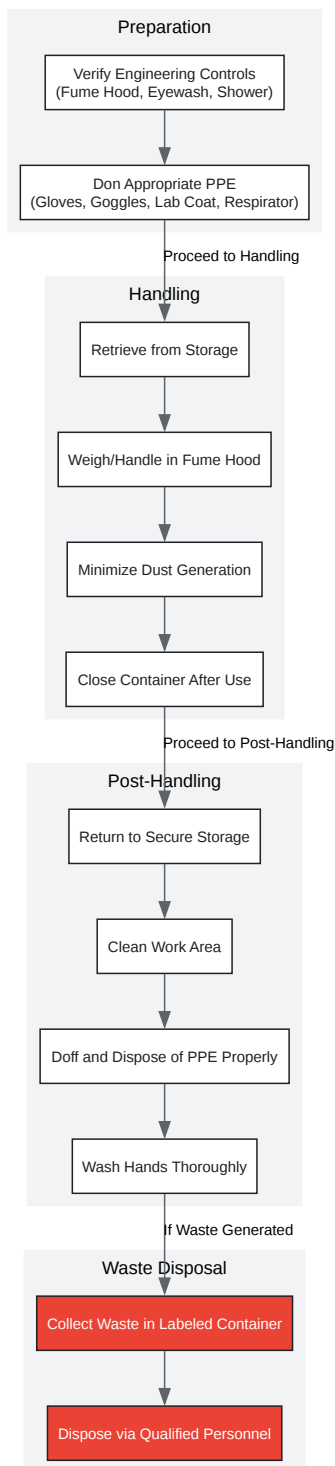 Preparation
Verify Engineering Controls
(Fume Hood, Eyewash, Shower)
Don Appropriate PPE
(Gloves, Goggles, Lab Coat, Respirator)
Proceed to Handling
Handling
Retrieve from Storage
Weigh/Handle in Fume Hood
Minimize Dust Generation
Close Container After Use
Proceed to Post-Handling
Post-Handling
Return to Secure Storage
Clean Work Area
Doff and Dispose of PPE Properly
Wash Hands Thoroughly
If Waste Generated
Waste Disposal
Collect Waste in Labeled Container
Dispose via Qualified Personnel